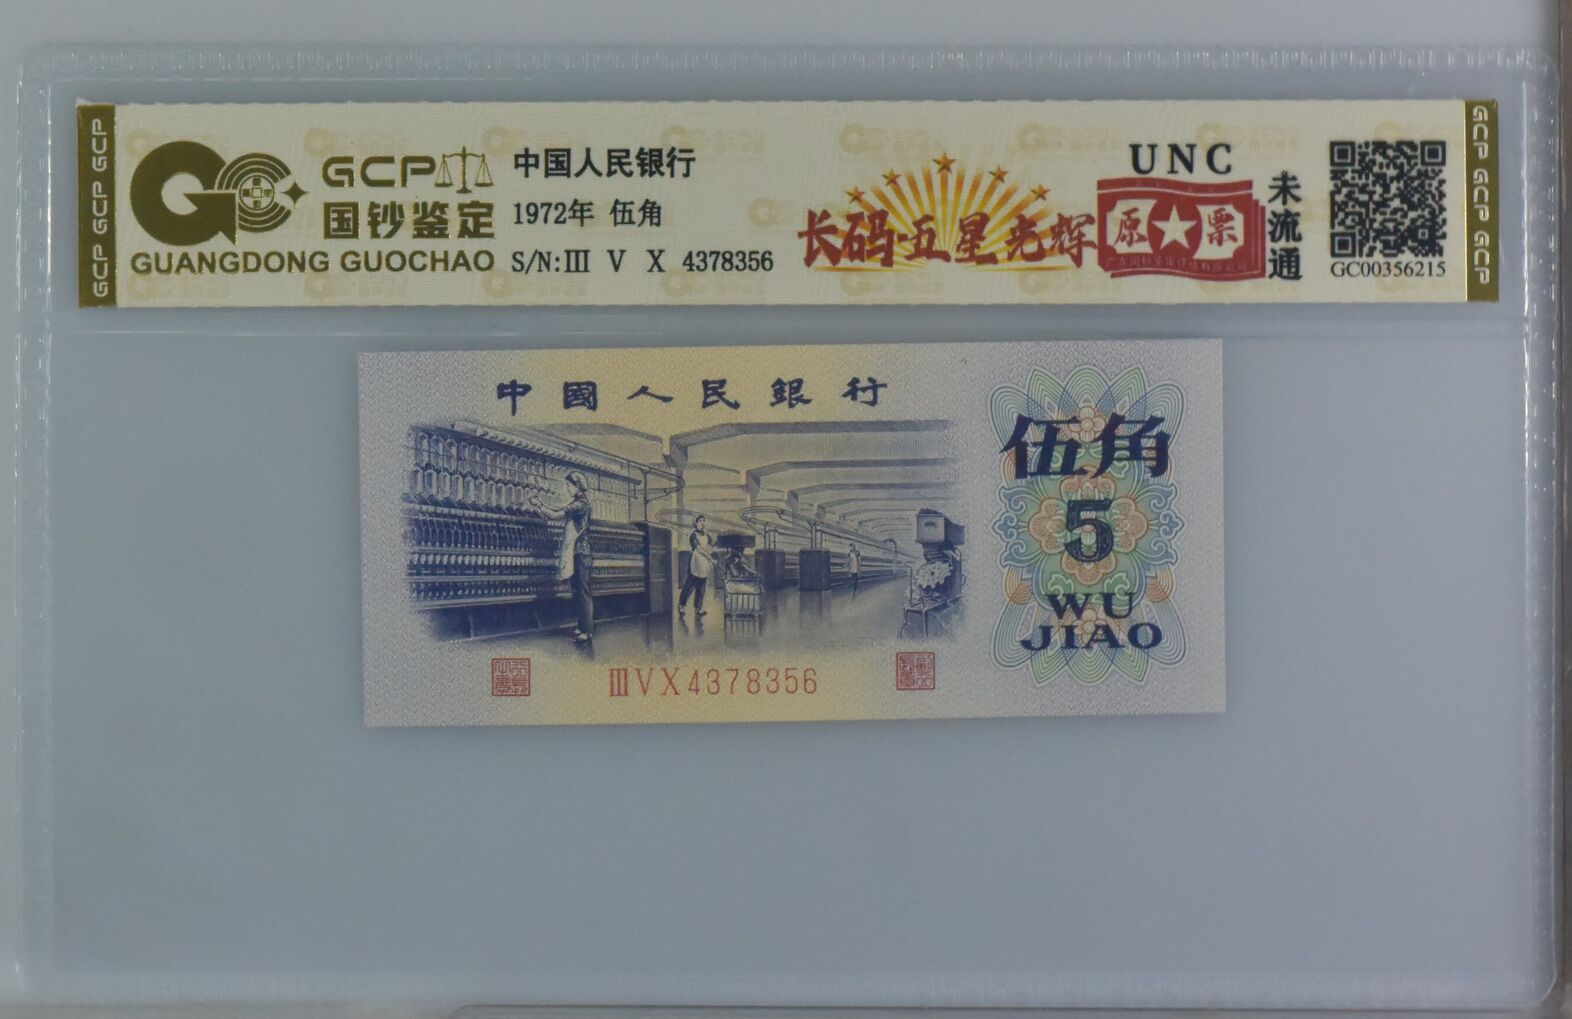 GCP GCP GCP
GCP
国钞鉴定
GUANGDONG GUOCHAO
中国人民银行
1972年 伍角
S/N:Ⅲ V X 4378356
长码·五星光辉
UNC
原票
未流通
GC00356215
GCP GCP GCP
中國人民銀行
伍角
5
WU
JIAO
ⅢVX4378356